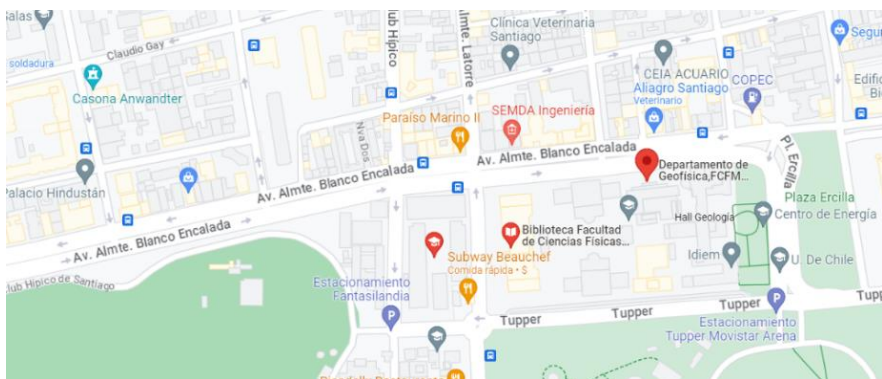 salas
Claudio Gay
soldadura
Casona Anwandter
Palacio Hindustán
Club Hípico
Almte. Latorre
Nva Dos
Clínica Veterinaria
Santiago
CEIA ACUARIO
Aliagro Santiago
Veterinario
COPEC
Segur
Edific
Bi
SEMDA Ingeniería
Paraíso Marino II
Av. Almte. Blanco Encalada
Av. Almte. Blanco Encalada
Av. Almte. Blanco Encalada
Departamento de
Geofísica,FCFM...
Pl. Ercilla
Plaza Ercilla
Hall Geología
Centro de Energía
Biblioteca Facultad
de Ciencias Físicas...
Idiem
U. De Chile
Subway Beauchef
Comida rápida • $
Club Hípico de Santiago
Estacionamiento
Fantasilandia
P
P
Tupper
Tupper
Tupper
Estacionamiento
Tupper Movistar Arena